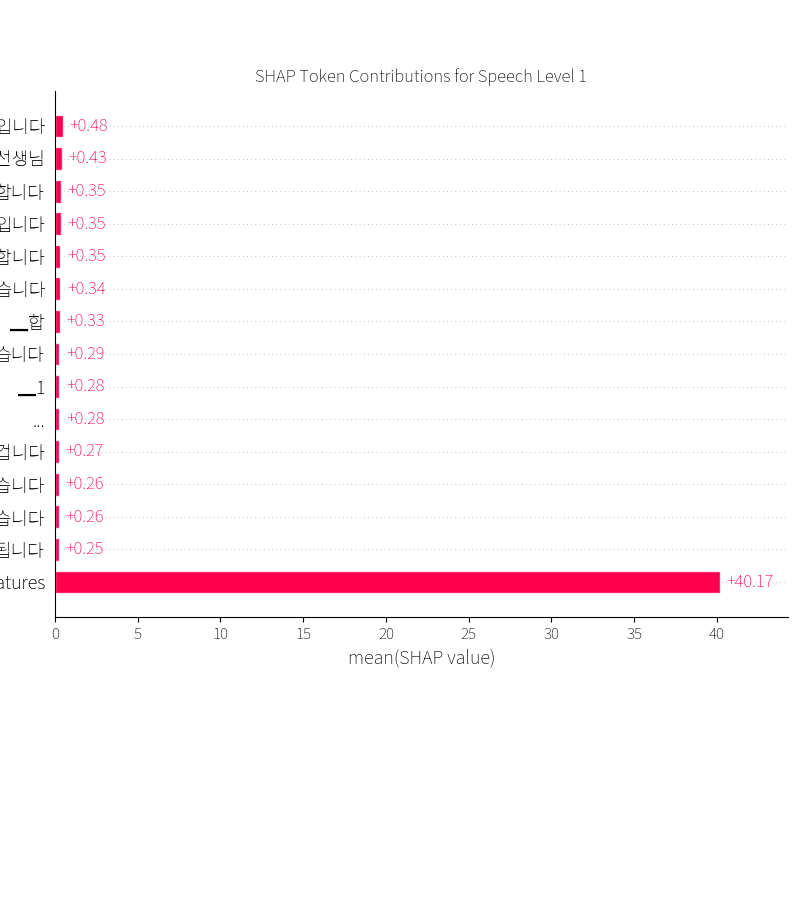 SHAP Token Contributions for Speech Level 1
입니다 +0.48
선생님 +0.43
합니다 +0.35
입니다 +0.35
합니다 +0.35
습니다 +0.34
__합 +0.33
습니다 +0.29
__1 +0.28
... +0.28
겁니다 +0.27
습니다 +0.26
습니다 +0.26
됩니다 +0.25
atures +40.17
0 5 10 15 20 25 30 35 40
mean(SHAP value)